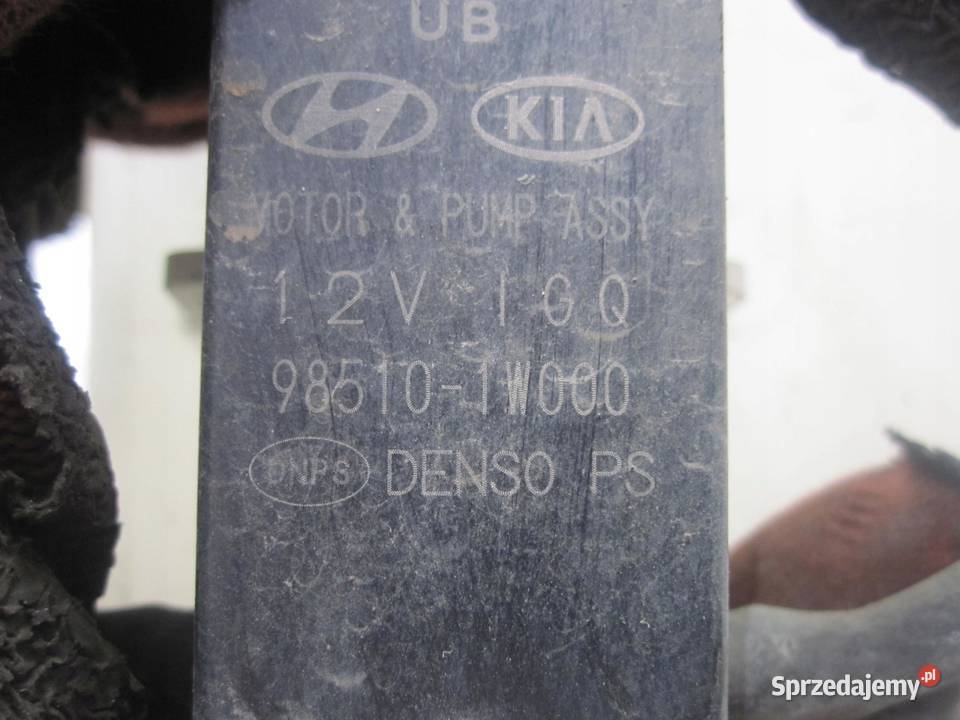 UB
KIA
MOTOR & PUMP ASSY
12V IGQ
98510-1W000
DNPS DENSO PS
Sprzedajemy.pl